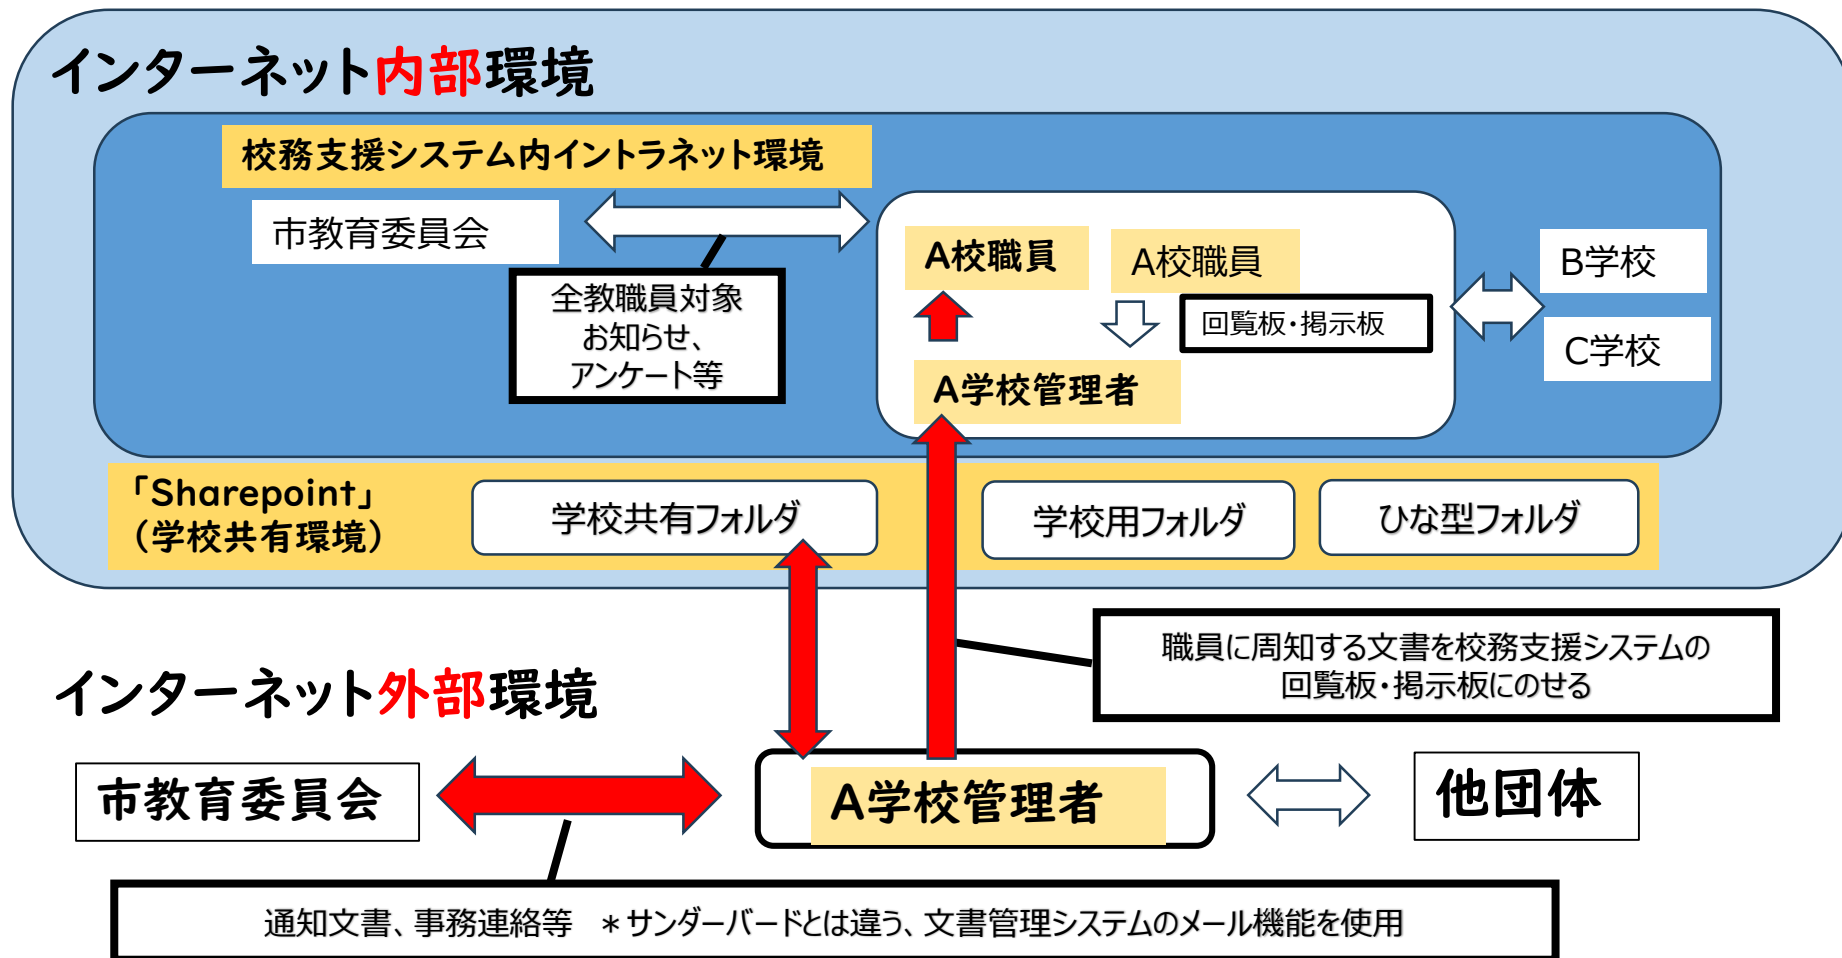 インターネット内部環境
校務支援システム内イントラネット環境
市教育委員会
全教職員対象
お知らせ、
アンケート等
A校職員
A校職員
回覧板・掲示板
A学校管理者
B学校
C学校
「Sharepoint」
（学校共有環境）
学校共有フォルダ
学校用フォルダ
ひな型フォルダ
職員に周知する文書を校務支援システムの
回覧板・掲示板にのせる
インターネット外部環境
市教育委員会
A学校管理者
他団体
通知文書、事務連絡等　＊サンダーバードとは違う、文書管理システムのメール機能を使用